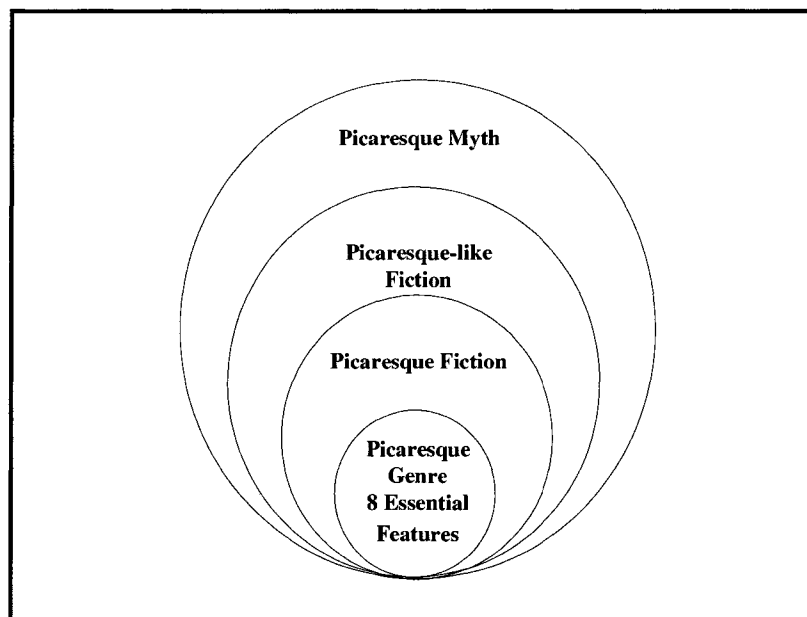 Picaresque Myth
Picaresque-like
Fiction
Picaresque Fiction
Picaresque
Genre
8 Essential
Features